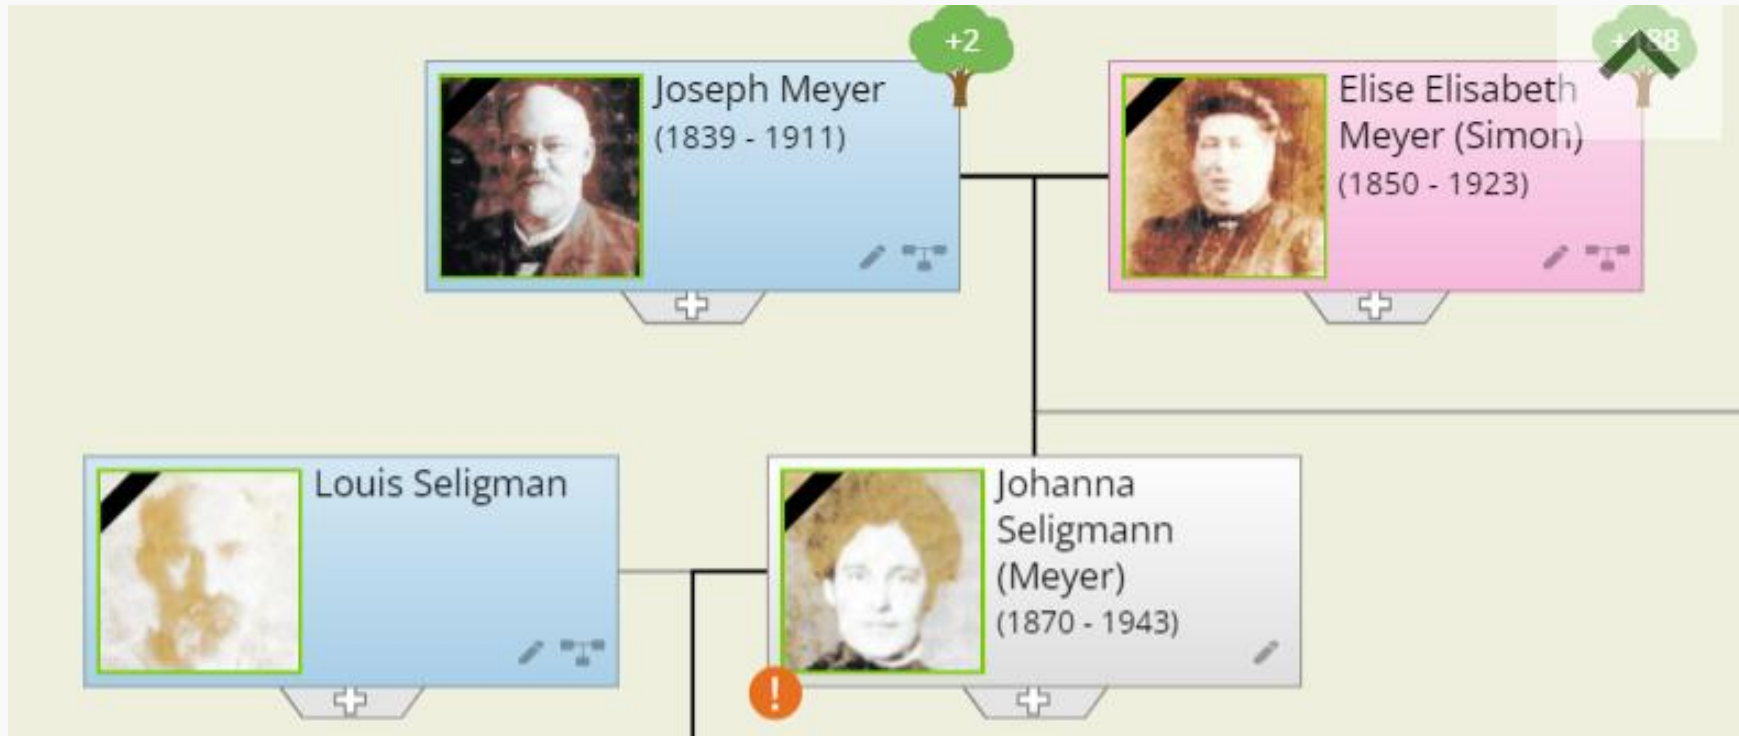 +2
Joseph Meyer
(1839 - 1911)
Elise Elisabeth
Meyer (Simon)
(1850 - 1923)
Louis Seligman
Johanna
Seligmann
(Meyer)
(1870 - 1943)
!